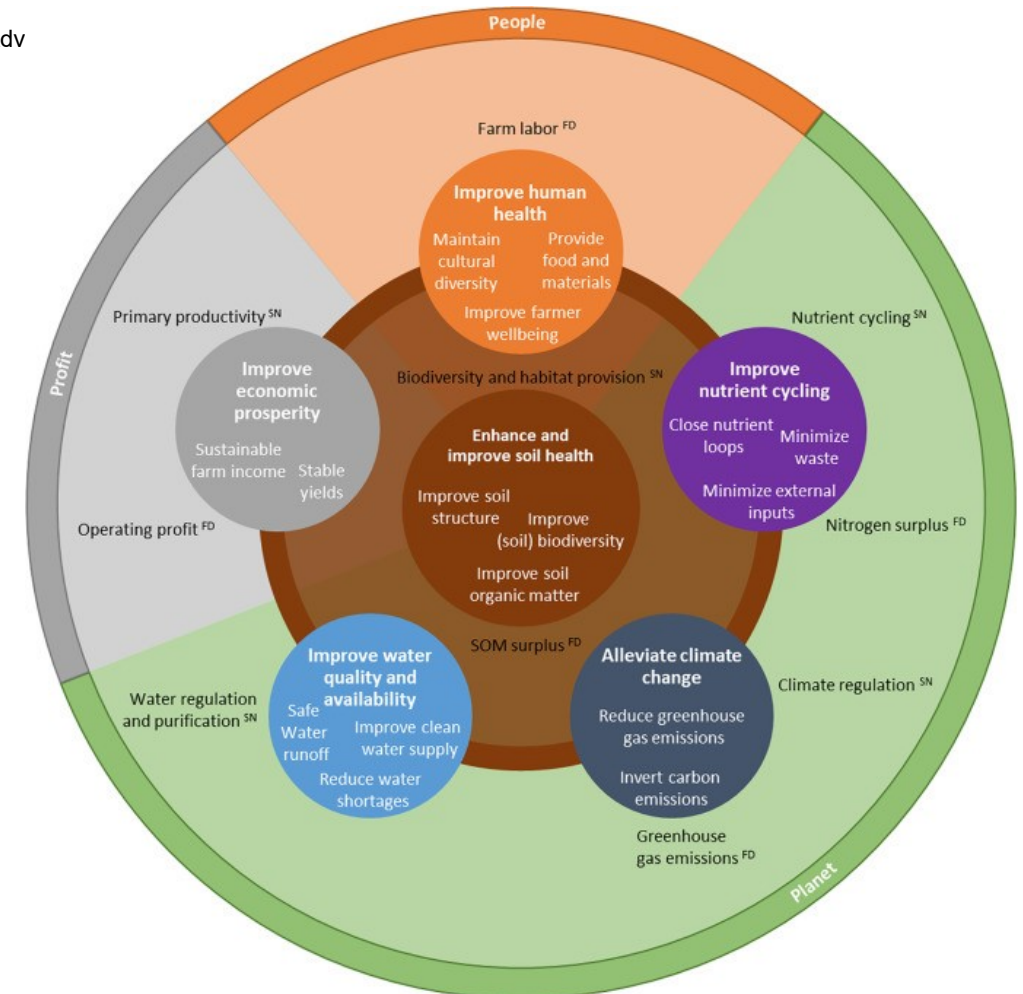 dv
People
Farm labor FD
Improve human
health
Maintain
cultural
diversity
Provide
food and
materials
Improve farmer
wellbeing
Primary productivity SN
Nutrient cycling SN
Profit
Improve
economic
prosperity
Sustainable
farm income
Stable
yields
Biodiversity and habitat provision SN
Improve
nutrient cycling
Close nutrient
loops
Minimize
waste
Minimize external
inputs
Enhance and
improve soil health
Improve soil
structure
Improve
(soil) biodiversity
Improve soil
organic matter
Operating profit FD
Nitrogen surplus FD
SOM surplus FD
Improve water
quality and
availability
Safe
Water
runoff
Improve clean
water supply
Reduce water
shortages
Water regulation
and purification SN
Alleviate climate
change
Reduce greenhouse
gas emissions
Invert carbon
emissions
Climate regulation SN
Greenhouse
gas emissions FD
Planet